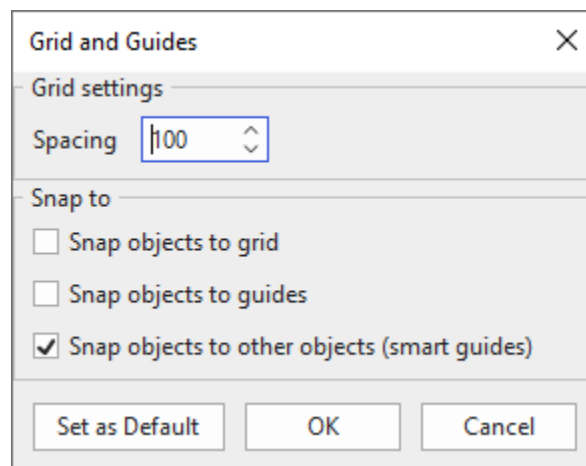 Grid and Guides
Grid settings
Spacing 100
Snap to
Snap objects to grid
Snap objects to guides
Snap objects to other objects (smart guides)
Set as Default OK Cancel